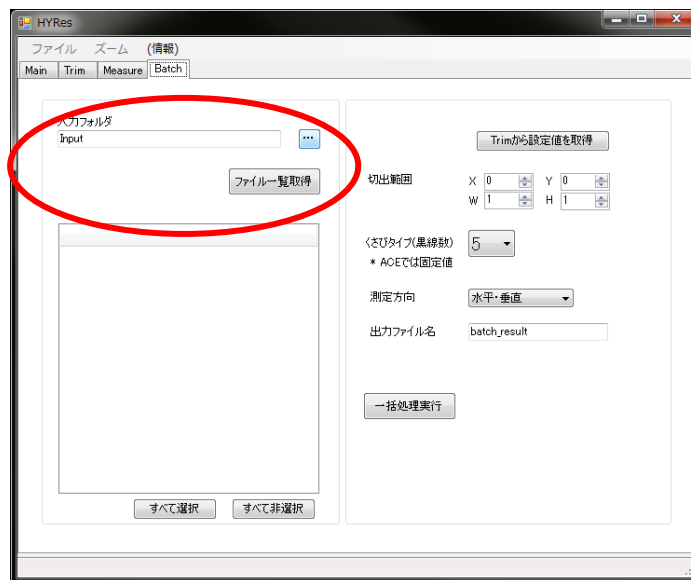 HYRes
ファイル ズーム (情報)
Main Trim Measure Batch
入力フォルダ
Input
...
ファイル一覧取得
すべて選択 すべて非選択
Trimから設定値を取得
切出範囲 X 0 Y 0
W 1 H 1
くさびタイプ(黒線数) 5
* ACEでは固定値
測定方向 水平・垂直
出力ファイル名 batch_result
一括処理実行